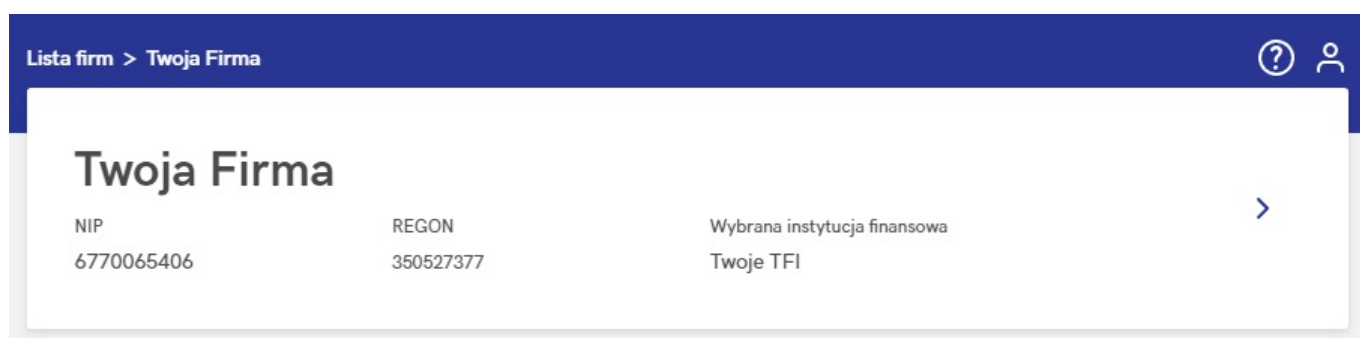 Lista firm > Twoja Firma
Twoja Firma
NIP REGON Wybrana instytucja finansowa
6770065406 350527377 Twoje TFI